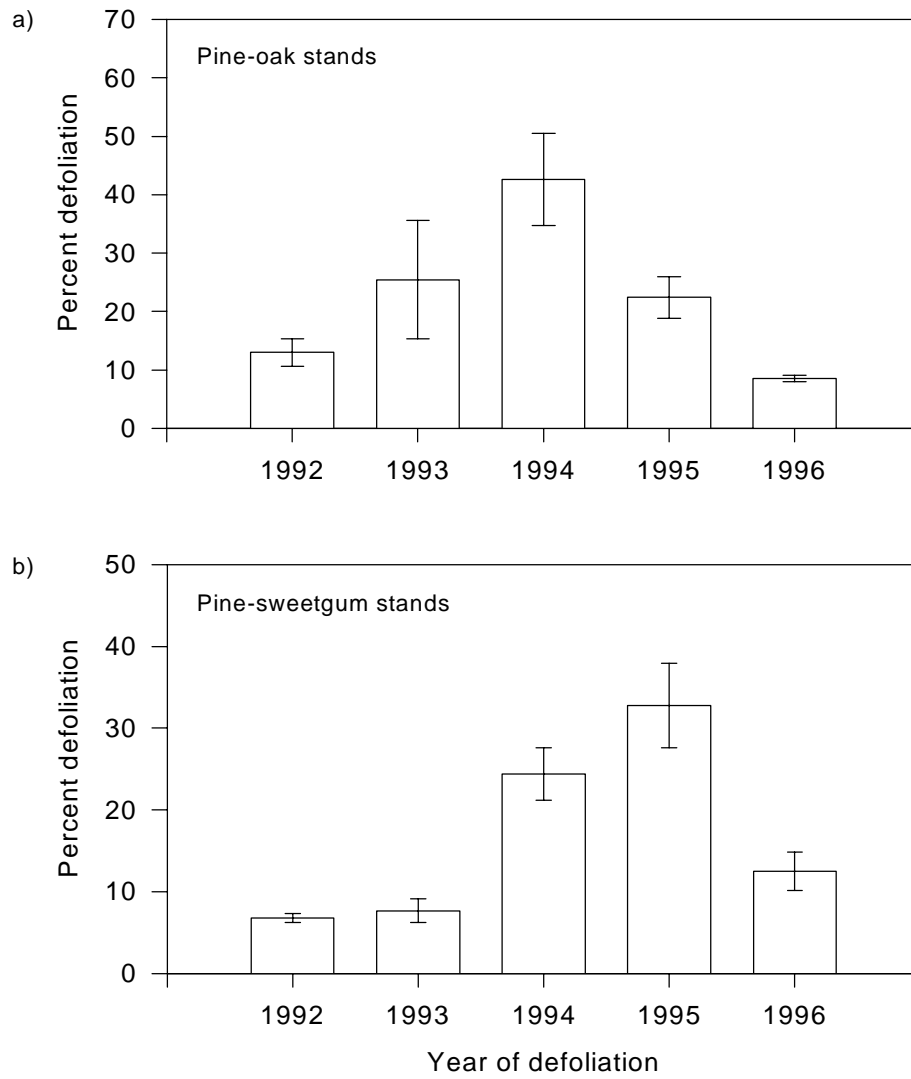 a)
70
60
50
40
30
20
10
0
Percent defoliation
Pine-oak stands
1992 1993 1994 1995 1996
b)
50
40
30
20
10
0
Percent defoliation
Pine-sweetgum stands
1992 1993 1994 1995 1996
Year of defoliation